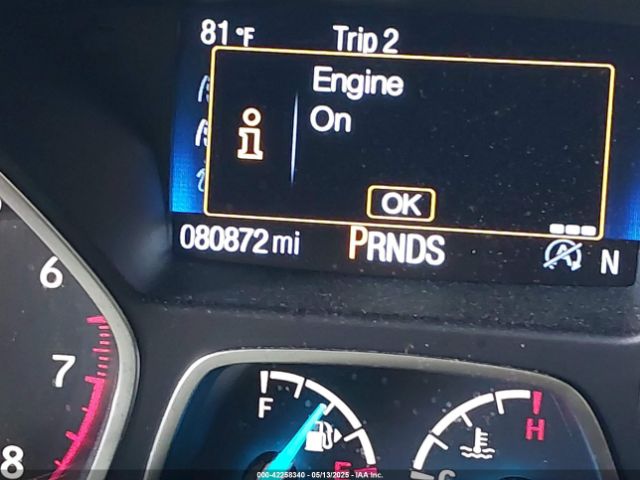 81°F Trip 2
Engine
On
OK
080872 mi PRNDS N
6
7
8
F
E
H
C
000-42258340 - 05/13/2025 - IAA Inc.